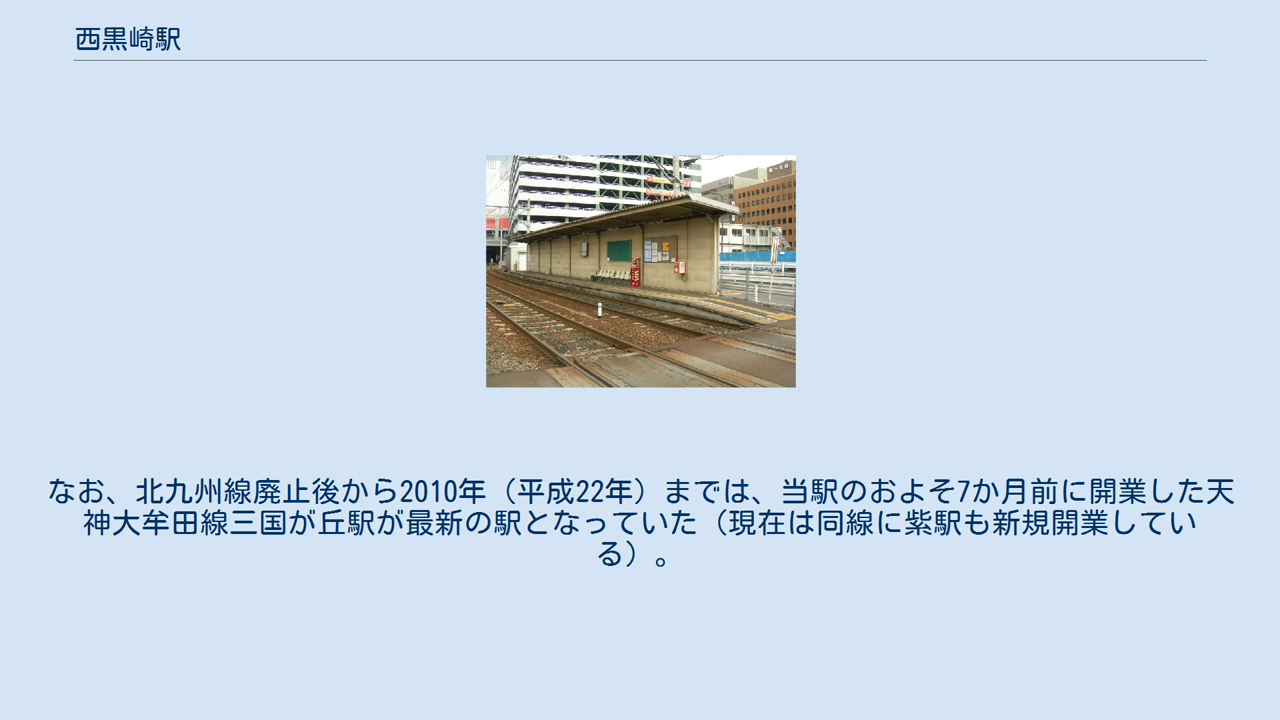 西黒崎駅
なお、北九州線廃止後から2010年（平成22年）までは、当駅のおよそ7か月前に開業した天
神大牟田線三国が丘駅が最新の駅となっていた（現在は同線に紫駅も新規開業してい
る）。